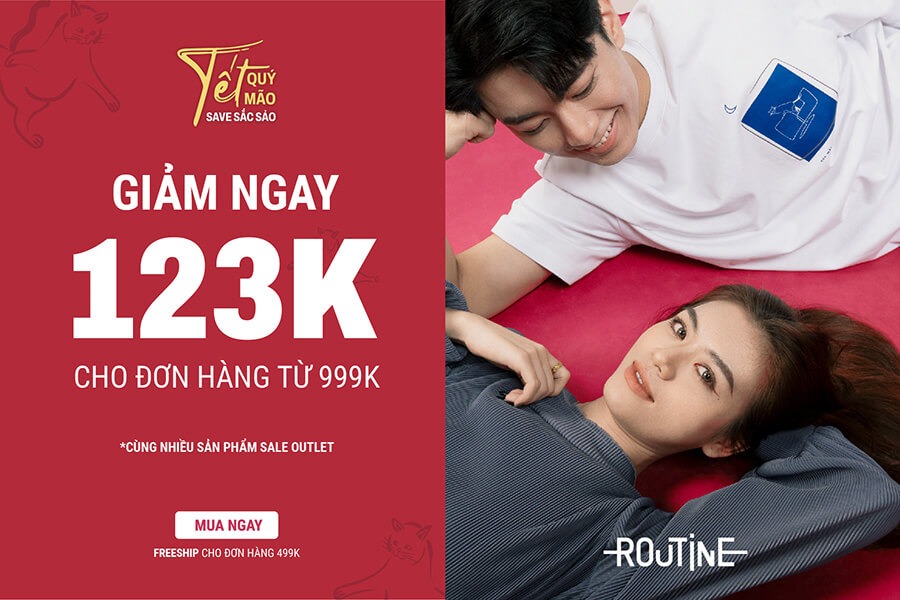 Tết QUÝ
MÃO
SAVE SẮC SẢO
GIẢM NGAY
123K
CHO ĐƠN HÀNG TỪ 999K
*CÙNG NHIỀU SẢN PHẨM SALE OUTLET
MUA NGAY
FREESHIP CHO ĐƠN HÀNG 499K
ROUTINE